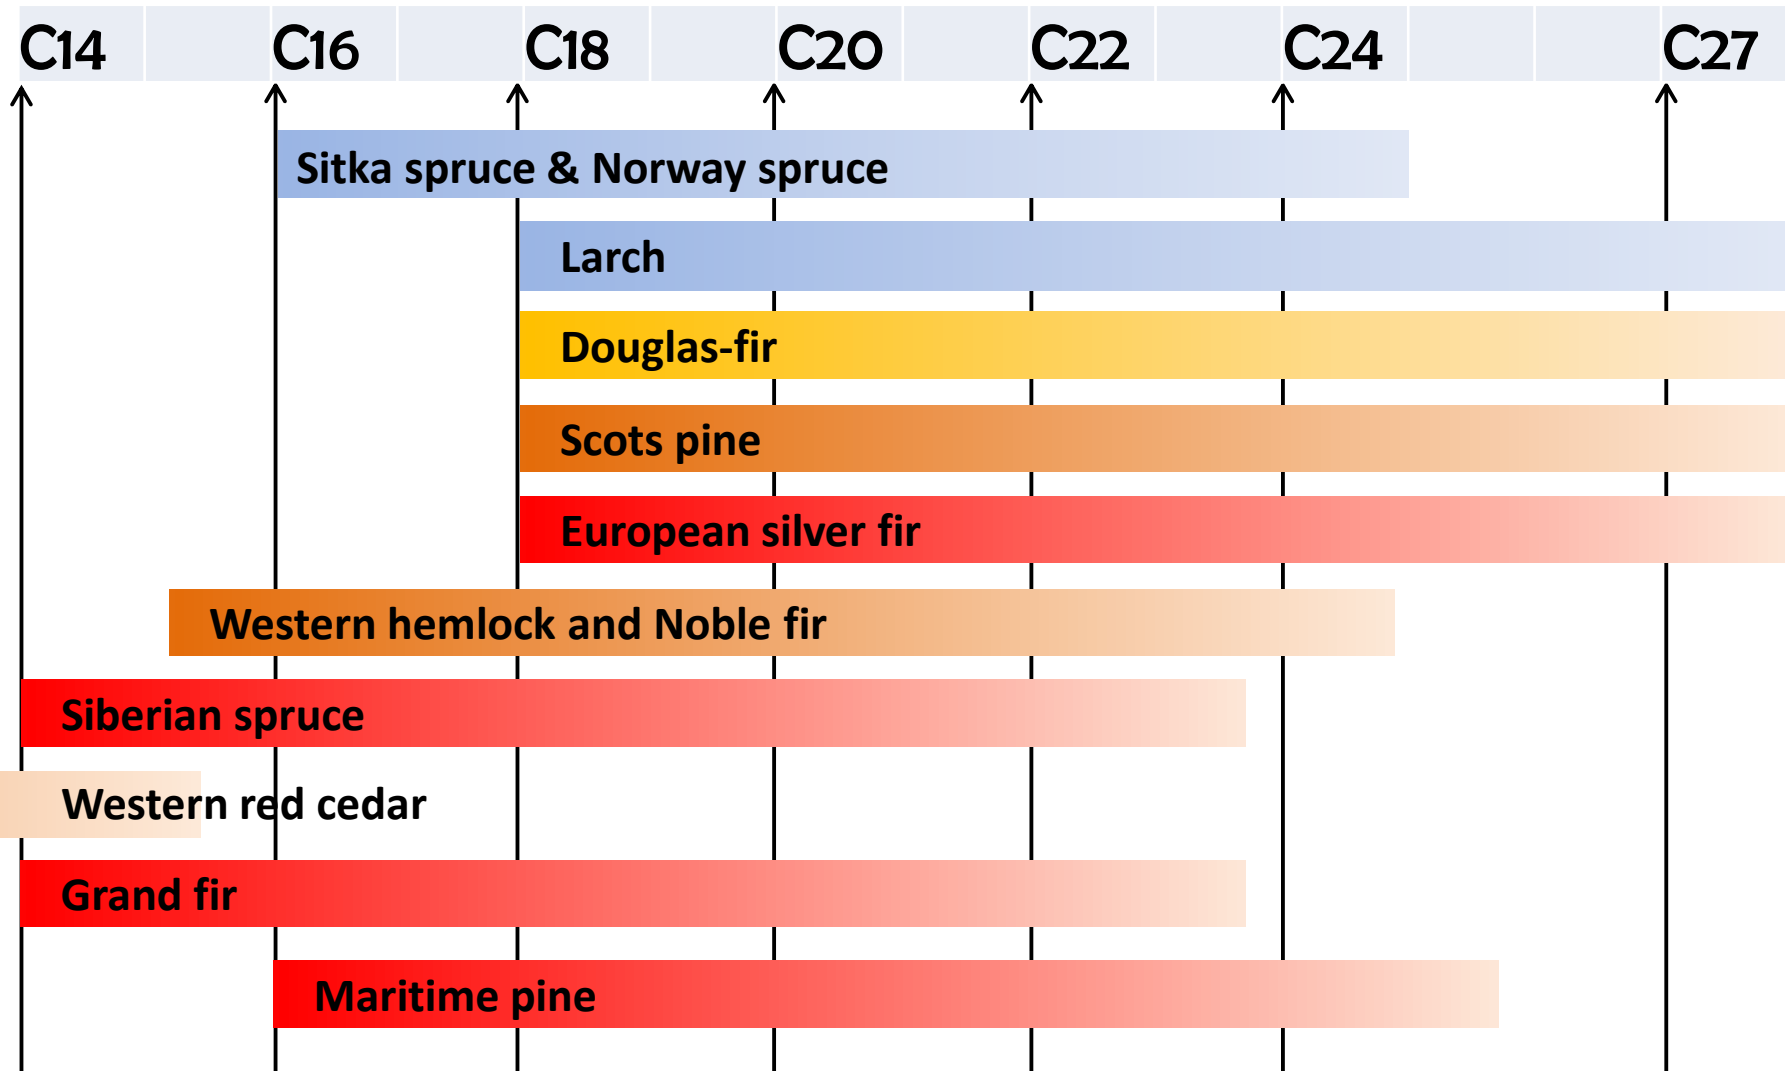 C14 C16 C18 C20 C22 C24 C27
Sitka spruce & Norway spruce
Larch
Douglas-fir
Scots pine
European silver fir
Western hemlock and Noble fir
Siberian spruce
Western red cedar
Grand fir
Maritime pine